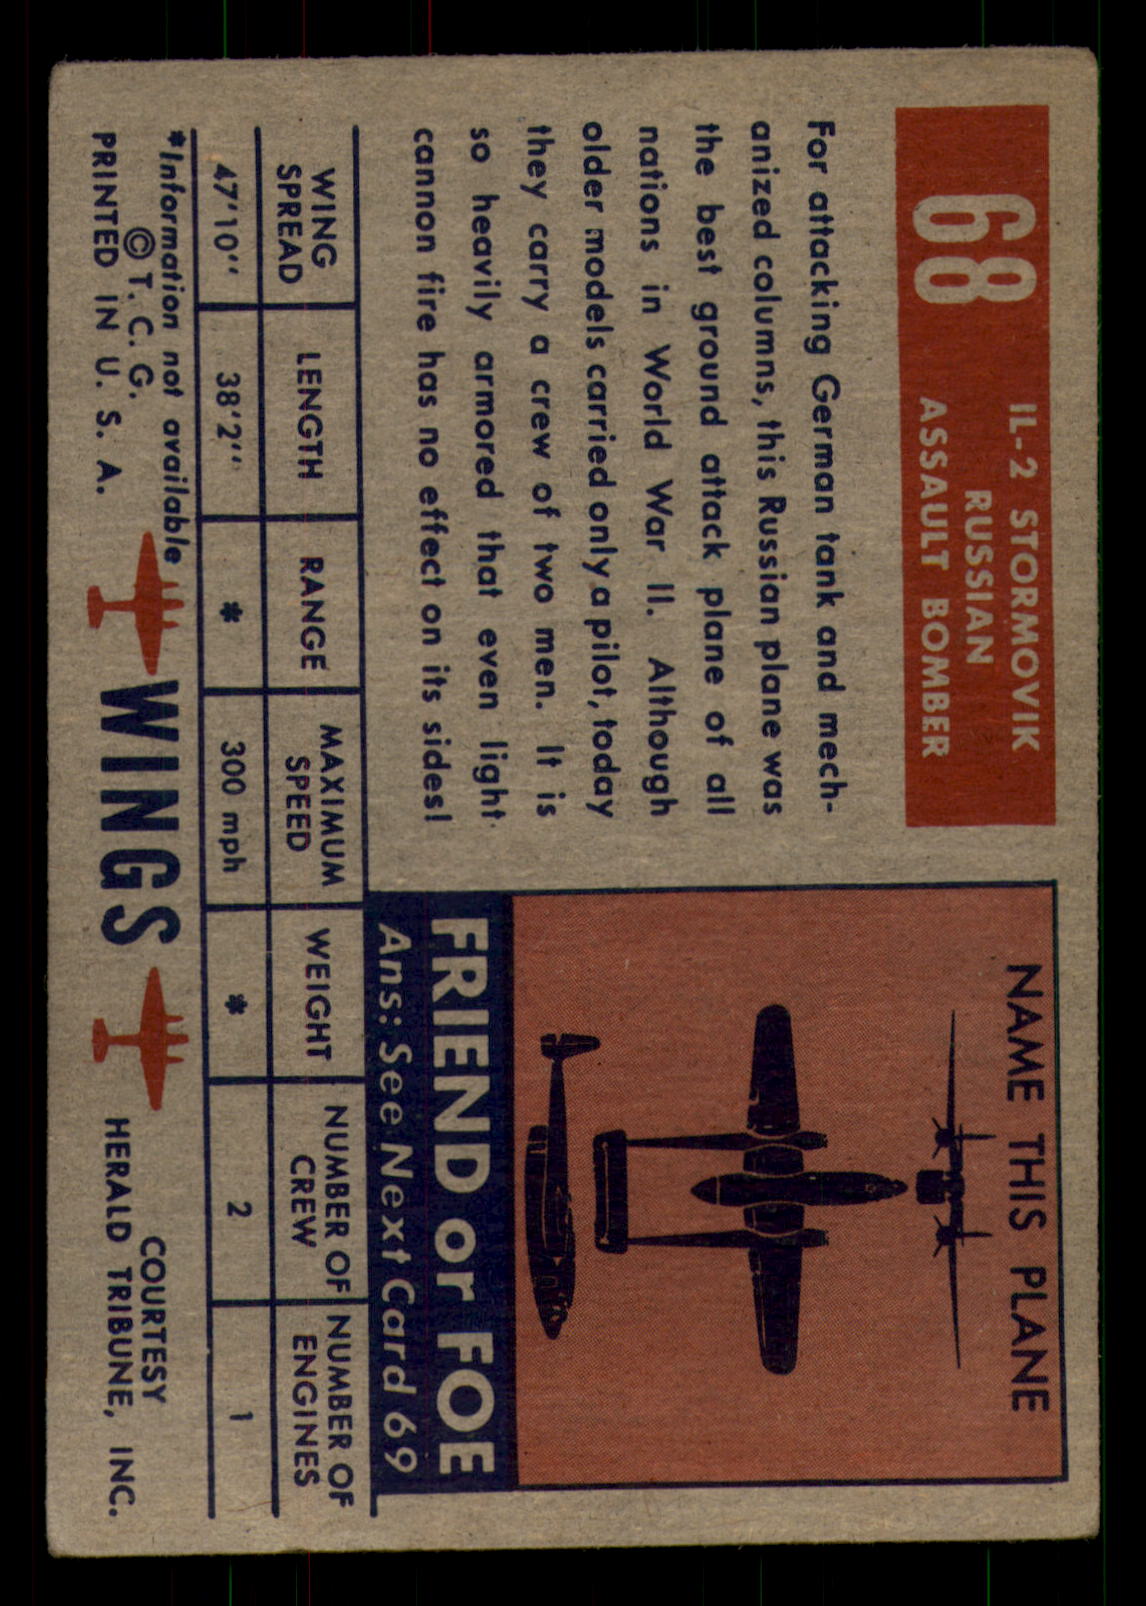 68
IL-2 STORMOVIK
RUSSIAN
ASSAULT BOMBER
For attacking German tank and mech-
anized columns, this Russian plane was
the best ground attack plane of all
nations in World War II. Although
older models carried only a pilot, today
they carry a crew of two men. It is
so heavily armored that even light
cannon fire has no effect on its sides!
NAME THIS PLANE
FRIEND or FOE
Ans: See Next Card 69
WING SPREAD LENGTH RANGE MAXIMUM SPEED WEIGHT NUMBER OF CREW NUMBER OF ENGINES
47'10'' 38'2'' * 300 mph * 2 1
*Information not available
© T. C. G.
PRINTED IN U. S. A.
WINGS
COURTESY
HERALD TRIBUNE, INC.